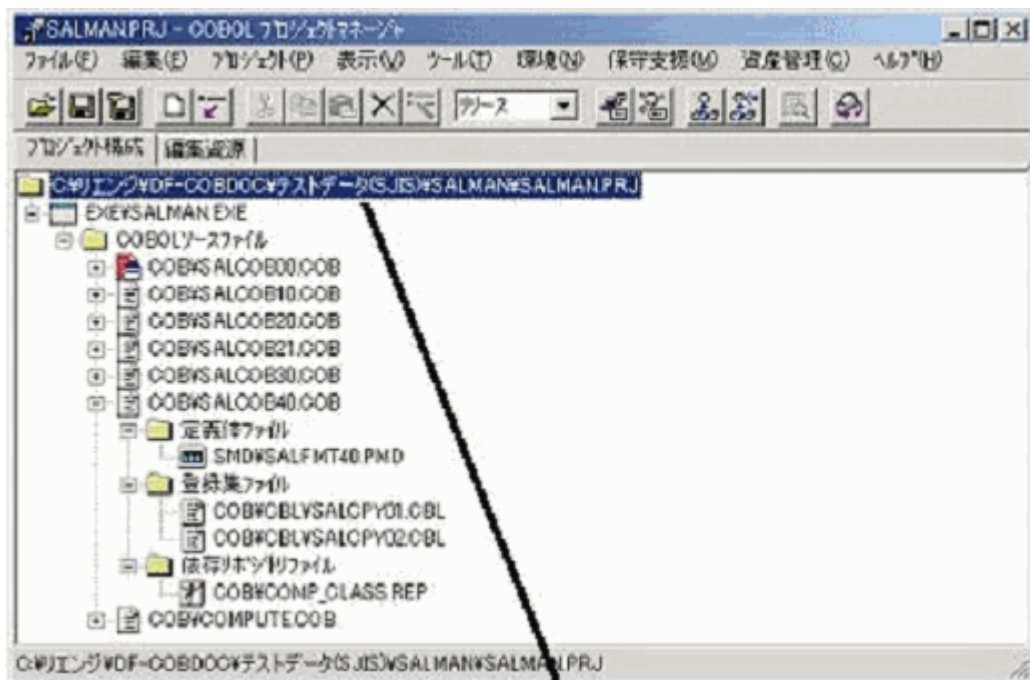 SALMAN.PRJ - COBOL プロジェクトマネージャ
ファイル(F) 編集(E) プロジェクト(P) 表示(V) ツール(T) 環境(N) 保守支援(M) 資産管理(C) ヘルプ(H)
リリース
プロジェクト構成 編集資源
C:¥リエンジ¥DF-COBDOC¥テストデータ(SJIS)¥SALMAN¥SALMAN.PRJ
EXE¥SALMAN.EXE
COBOLソースファイル
COB¥SALCOB00.COB
COB¥SALCOB10.COB
COB¥SALCOB20.COB
COB¥SALCOB21.COB
COB¥SALCOB30.COB
COB¥SALCOB40.COB
定義体ファイル
SMD¥SALFMT40.PMD
登録集ファイル
COB¥CBL¥SALCPY01.CBL
COB¥CBL¥SALCPY02.CBL
依存リポジトリファイル
COB¥COMP_CLASS.REP
COB¥COMPUTE.COB
C:¥リエンジ¥DF-COBDOC¥テストデータ(SJIS)¥SALMAN¥SALMAN.PRJ